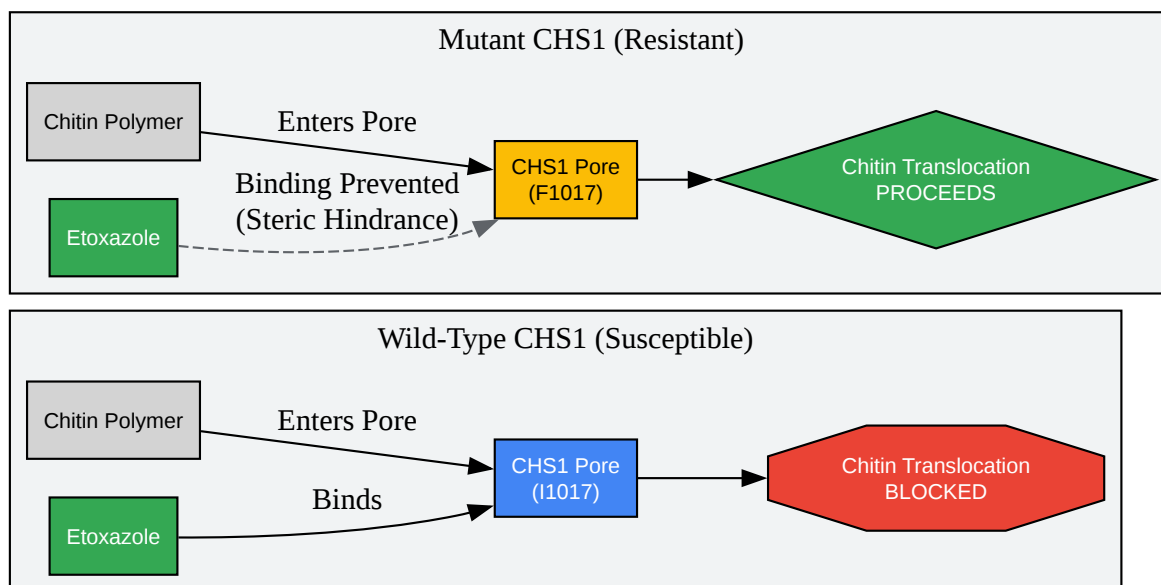 Mutant CHS1 (Resistant)
Chitin Polymer
Enters Pore
Binding Prevented
(Steric Hindrance)
Etoxazole
CHS1 Pore
(F1017)
Chitin Translocation
PROCEEDS
Wild-Type CHS1 (Susceptible)
Chitin Polymer
Enters Pore
Binds
Etoxazole
CHS1 Pore
(I1017)
Chitin Translocation
BLOCKED